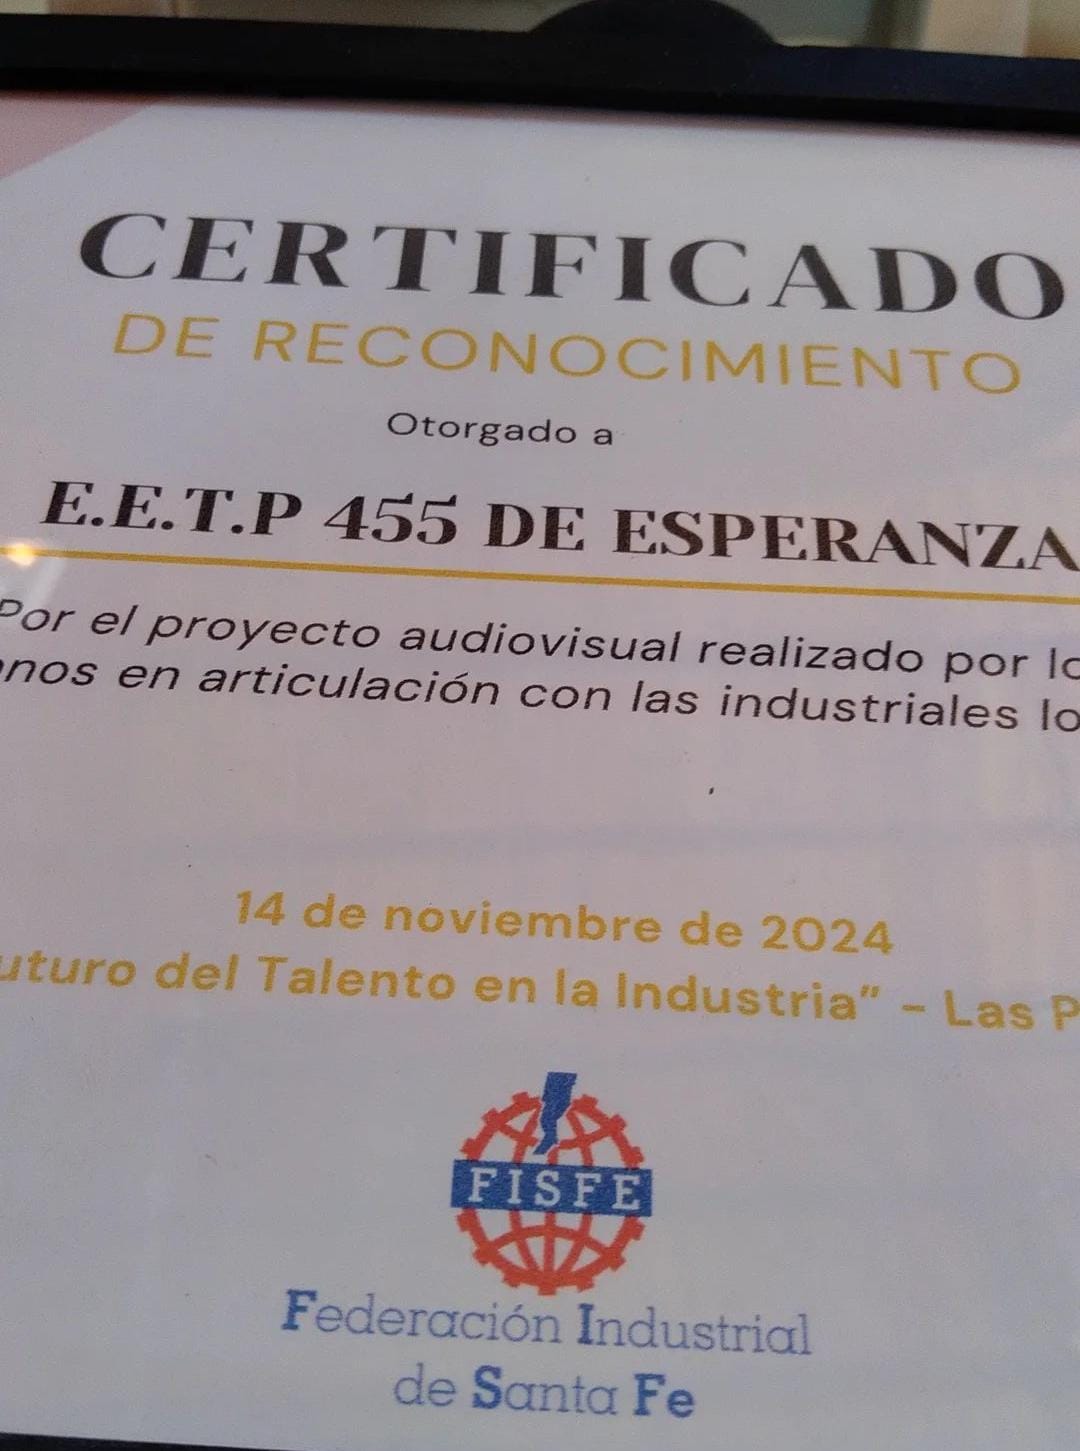 CERTIFICADO
DE RECONOCIMIENTO
Otorgado a
E.E.T.P 455 DE ESPERANZA
Por el proyecto audiovisual realizado por lo
nos en articulación con las industriales lo
14 de noviembre de 2024
uturo del Talento en la Industria” - Las P
FISFE
Federación Industrial
de Santa Fe